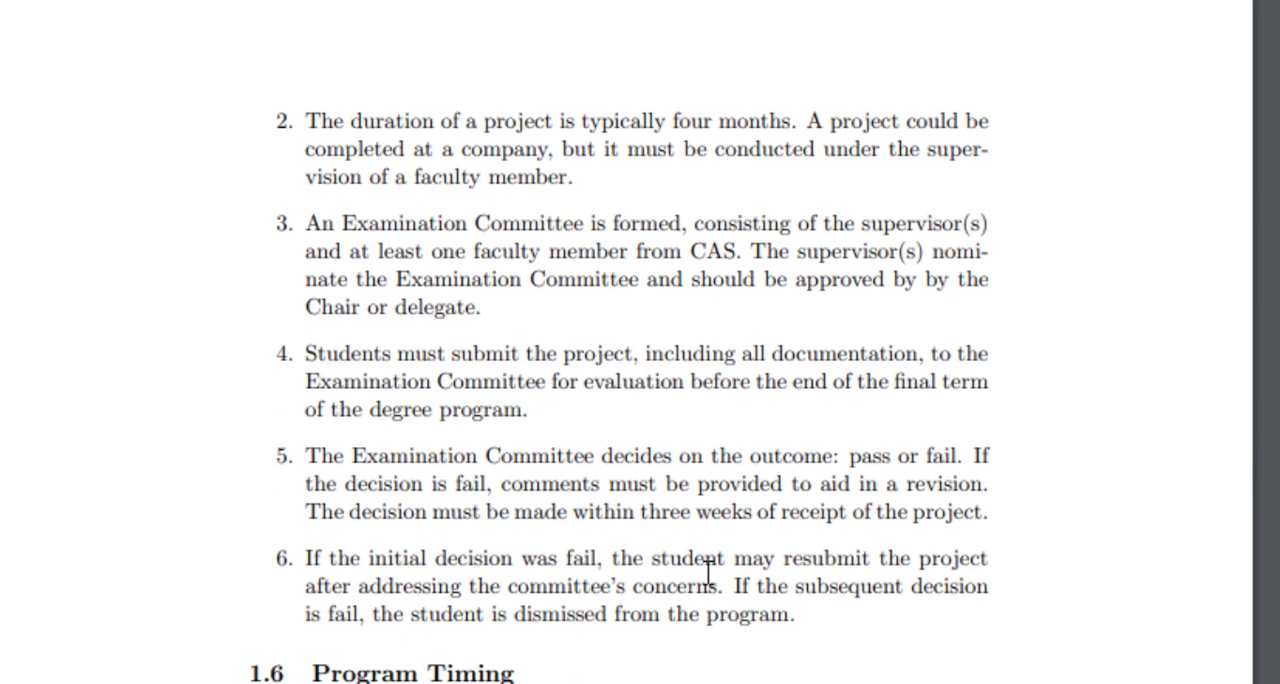 2. The duration of a project is typically four months. A project could be
completed at a company, but it must be conducted under the super-
vision of a faculty member.
3. An Examination Committee is formed, consisting of the supervisor(s)
and at least one faculty member from CAS. The supervisor(s) nomi-
nate the Examination Committee and should be approved by by the
Chair or delegate.
4. Students must submit the project, including all documentation, to the
Examination Committee for evaluation before the end of the final term
of the degree program.
5. The Examination Committee decides on the outcome: pass or fail. If
the decision is fail, comments must be provided to aid in a revision.
The decision must be made within three weeks of receipt of the project.
6. If the initial decision was fail, the student may resubmit the project
after addressing the committee's concerns. If the subsequent decision
is fail, the student is dismissed from the program.
1.6 Program Timing